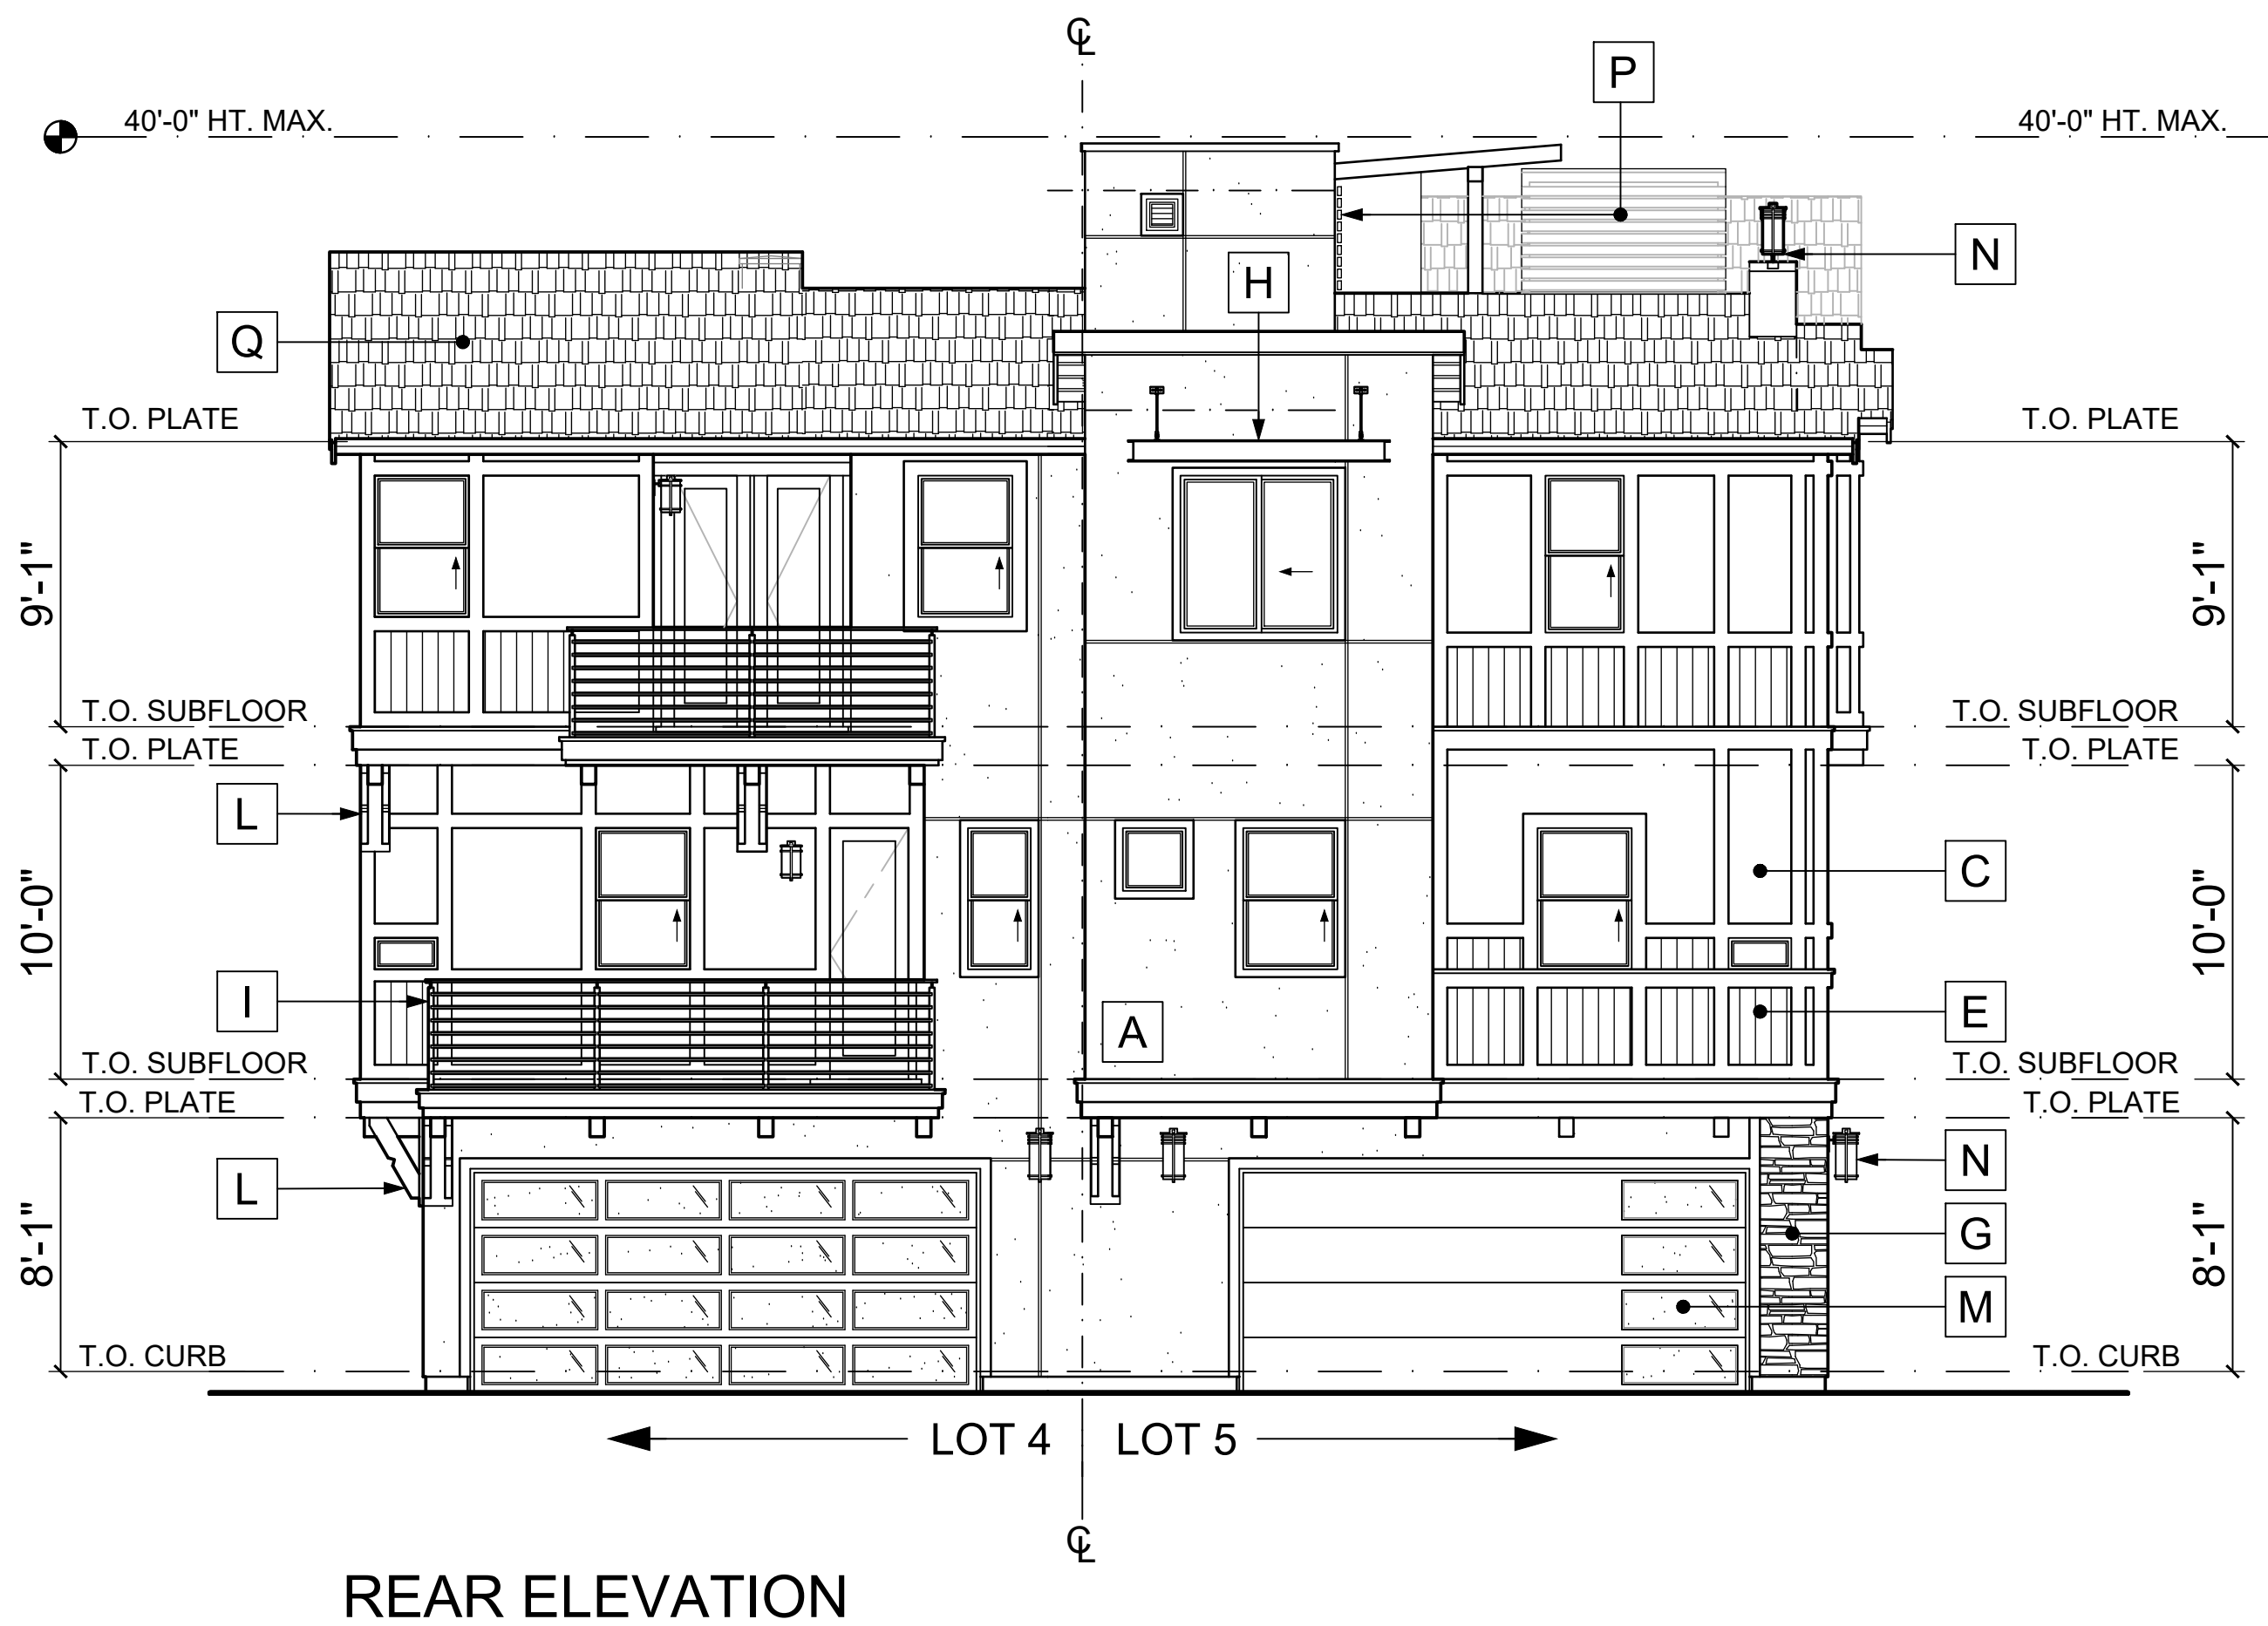 ℄
P
40'-0" HT. MAX.
40'-0" HT. MAX.
N
H
Q
T.O. PLATE
T.O. PLATE
9'-1"
9'-1"
T.O. SUBFLOOR
T.O. SUBFLOOR
T.O. PLATE
T.O. PLATE
L
C
10'-0"
10'-0"
I
E
A
T.O. SUBFLOOR
T.O. SUBFLOOR
T.O. PLATE
T.O. PLATE
N
L
G
8'-1"
8'-1"
M
T.O. CURB
T.O. CURB
LOT 4
LOT 5
℄
REAR ELEVATION